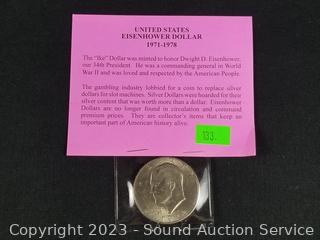 UNITED STATES
EISENHOWER DOLLAR
1971-1978
The "Ike" Dollar was minted to honor Dwight D. Eisenhower,
our 34th President. He was a commanding general in World
War II and was loved and respected by the American People.
The gambling industry lobbied for a coin to replace silver
dollars for slot machines. Silver Dollars were hoarded for their
silver content that was worth more than a dollar. Eisenhower
Dollars are no longer found in circulation and command
premium prices. They are collector's items that keep an
important part of American history alive.
133.
Copyright 2023 - Sound Auction Service